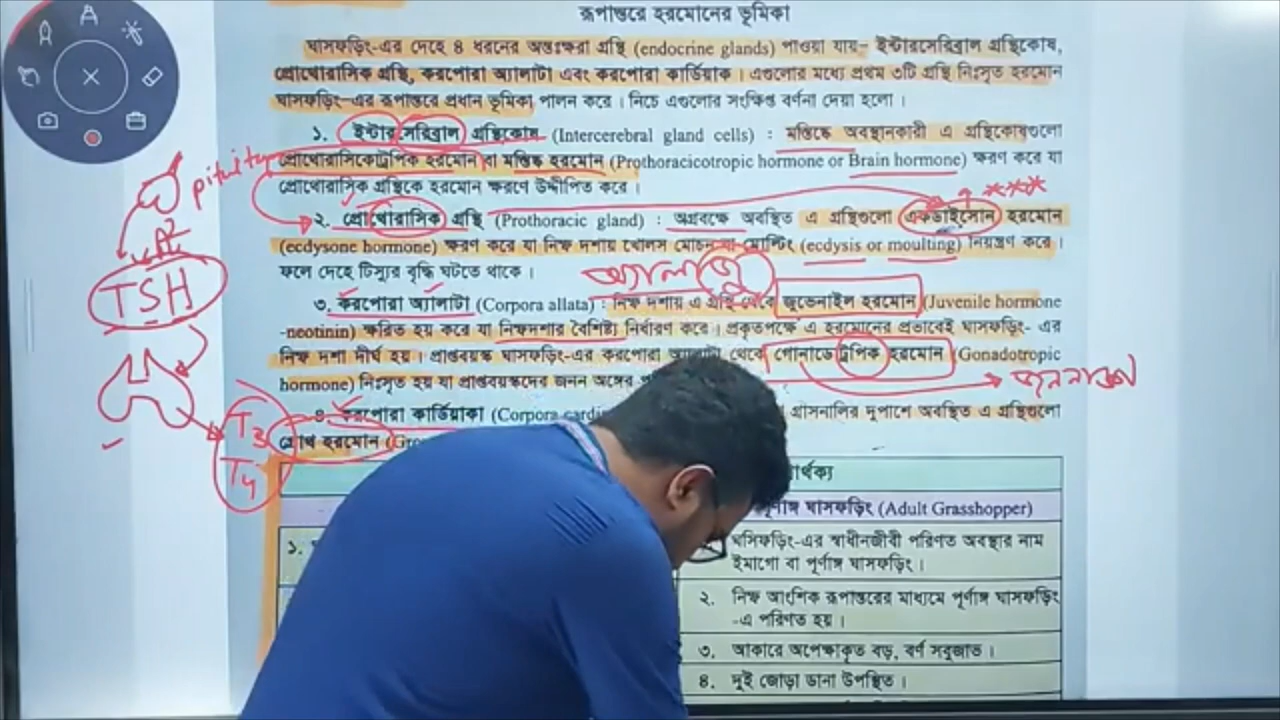 রূপান্তরে হরমোনের ভূমিকা
ঘাসফড়িং-এর দেহে ৪ ধরনের অন্তঃক্ষরা গ্রন্থি (endocrine glands) পাওয়া যায়– ইন্টারসেরিব্রাল গ্রন্থিকোষ,
প্রোথোরাসিক গ্রন্থি, করপোরা অ্যালাটা এবং করপোরা কার্ডিয়াক। এগুলোর মধ্যে প্রথম ৩টি গ্রন্থি নিঃসৃত হরমোন
ঘাসফড়িং-এর রূপান্তরে প্রধান ভূমিকা পালন করে। নিচে এগুলোর সংক্ষিপ্ত বর্ণনা দেয়া হলো।
১. ইন্টারসেরিব্রাল গ্রন্থিকোষ (Intercerebral gland cells) : মস্তিষ্কে অবস্থানকারী এ গ্রন্থিকোষগুলো
প্রোথোরাসিকোট্রপিক হরমোন বা মস্তিষ্ক হরমোন (Prothoracicotropic hormone or Brain hormone) ক্ষরণ করে যা
pituity
প্রোথোরাসিক গ্রন্থিকে হরমোন ক্ষরণে উদ্দীপিত করে।
২. প্রোথোরাসিক গ্রন্থি (Prothoracic gland) : অগ্রবক্ষে অবস্থিত এ গ্রন্থিগুলো একডাইসোন হরমোন
(ecdysone hormone) ক্ষরণ করে যা নিম্ফ দশায় খোলস মোচন বা মোল্টিং (ecdysis or moulting) নিয়ন্ত্রণ করে।
ফলে দেহে টিস্যুর বৃদ্ধি ঘটতে থাকে।
TSH
৩. করপোরা অ্যালাটা (Corpora allata) : নিম্ফ দশায় এ গ্রন্থি থেকে জুভেনাইল হরমোন (Juvenile hormone
-neotinin) ক্ষরিত হয় করে যা নিম্ফদশার বৈশিষ্ট্য নির্ধারণ করে। প্রকৃতপক্ষে এ হরমোনের প্রভাবেই ঘাসফড়িং- এর
নিম্ফ দশা দীর্ঘ হয়। প্রাপ্তবয়স্ক ঘাসফড়িং-এর করপোরা অ্যালাটা থেকে গোনাডোট্রপিক হরমোন (Gonadotropic
hormone) নিঃসৃত হয় যা প্রাপ্তবয়স্কদের জনন অঙ্গের
৪. করপোরা কার্ডিয়াকা (Corpora cardi গ্রাসনালির দুপাশে অবস্থিত এ গ্রন্থিগুলো
T3
গ্রোথ হরমোন (Gro
T4
র্থক্য
পূর্ণাঙ্গ ঘাসফড়িং (Adult Grasshopper)
১. ঘসিফড়িং-এর স্বাধীনজীবী পরিণত অবস্থার নাম
ইমাগো বা পূর্ণাঙ্গ ঘাসফড়িং।
২. নিম্ফ আংশিক রূপান্তরের মাধ্যমে পূর্ণাঙ্গ ঘাসফড়িং
-এ পরিণত হয়।
৩. আকারে অপেক্ষাকৃত বড়, বর্ণ সবুজাভ।
৪. দুই জোড়া ডানা উপস্থিত।